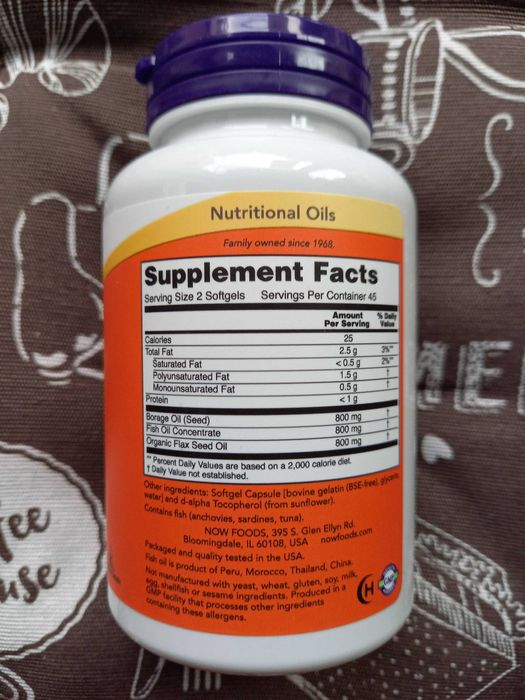 Nutritional Oils
Family owned since 1968.
Supplement Facts
Serving Size 2 Softgels Servings Per Container 45
Amount Per Serving % Daily Value
Calories 25
Total Fat 2.5 g 3%**
Saturated Fat <0.5 g 2%**
Polyunsaturated Fat 1.5 g †
Monounsaturated Fat 0.5 g †
Protein <1 g
Borage Oil (Seed) 800 mg †
Fish Oil Concentrate 800 mg †
Organic Flax Seed Oil 800 mg †
** Percent Daily Values are based on a 2,000 calorie diet.
† Daily Value not established.
Other ingredients: Softgel Capsule [bovine gelatin (BSE-free), glycerin,
water] and d-alpha Tocopherol (from sunflower).
Contains fish (anchovies, sardines, tuna).
NOW FOODS, 395 S. Glen Ellyn Rd.
Bloomingdale, IL 60108, USA nowfoods.com
Packaged and quality tested in the USA.
Fish oil is product of Peru, Morocco, Thailand, China.
Not manufactured with yeast, wheat, gluten, soy, milk,
egg, shellfish or sesame ingredients. Produced in a
GMP facility that processes other ingredients
containing these allergens.
GMP